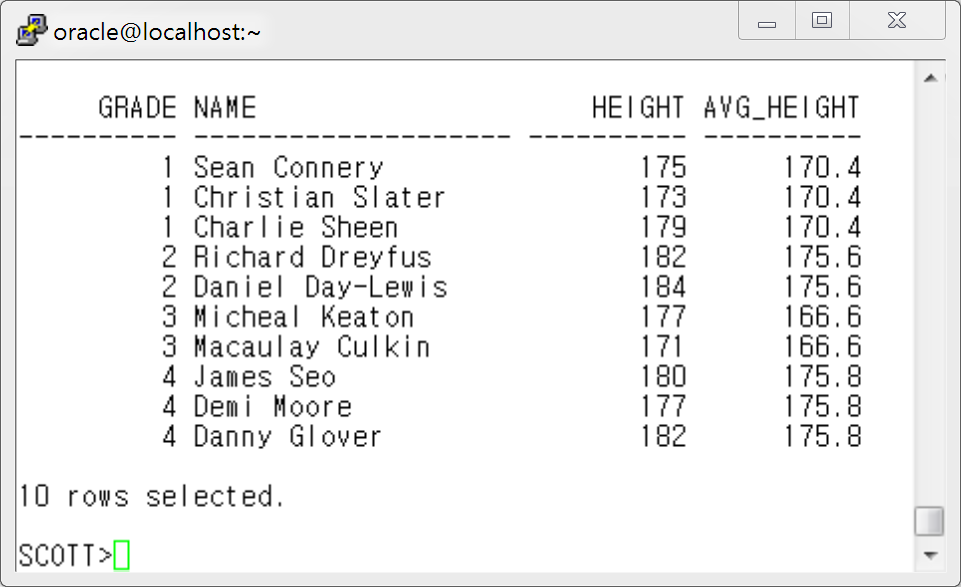 oracle@localhost:~
GRADE NAME HEIGHT AVG_HEIGHT
---------- -------------------- ---------- ----------
1 Sean Connery 175 170.4
1 Christian Slater 173 170.4
1 Charlie Sheen 179 170.4
2 Richard Dreyfus 182 175.6
2 Daniel Day-Lewis 184 175.6
3 Micheal Keaton 177 166.6
3 Macaulay Culkin 171 166.6
4 James Seo 180 175.8
4 Demi Moore 177 175.8
4 Danny Glover 182 175.8
10 rows selected.
SCOTT>